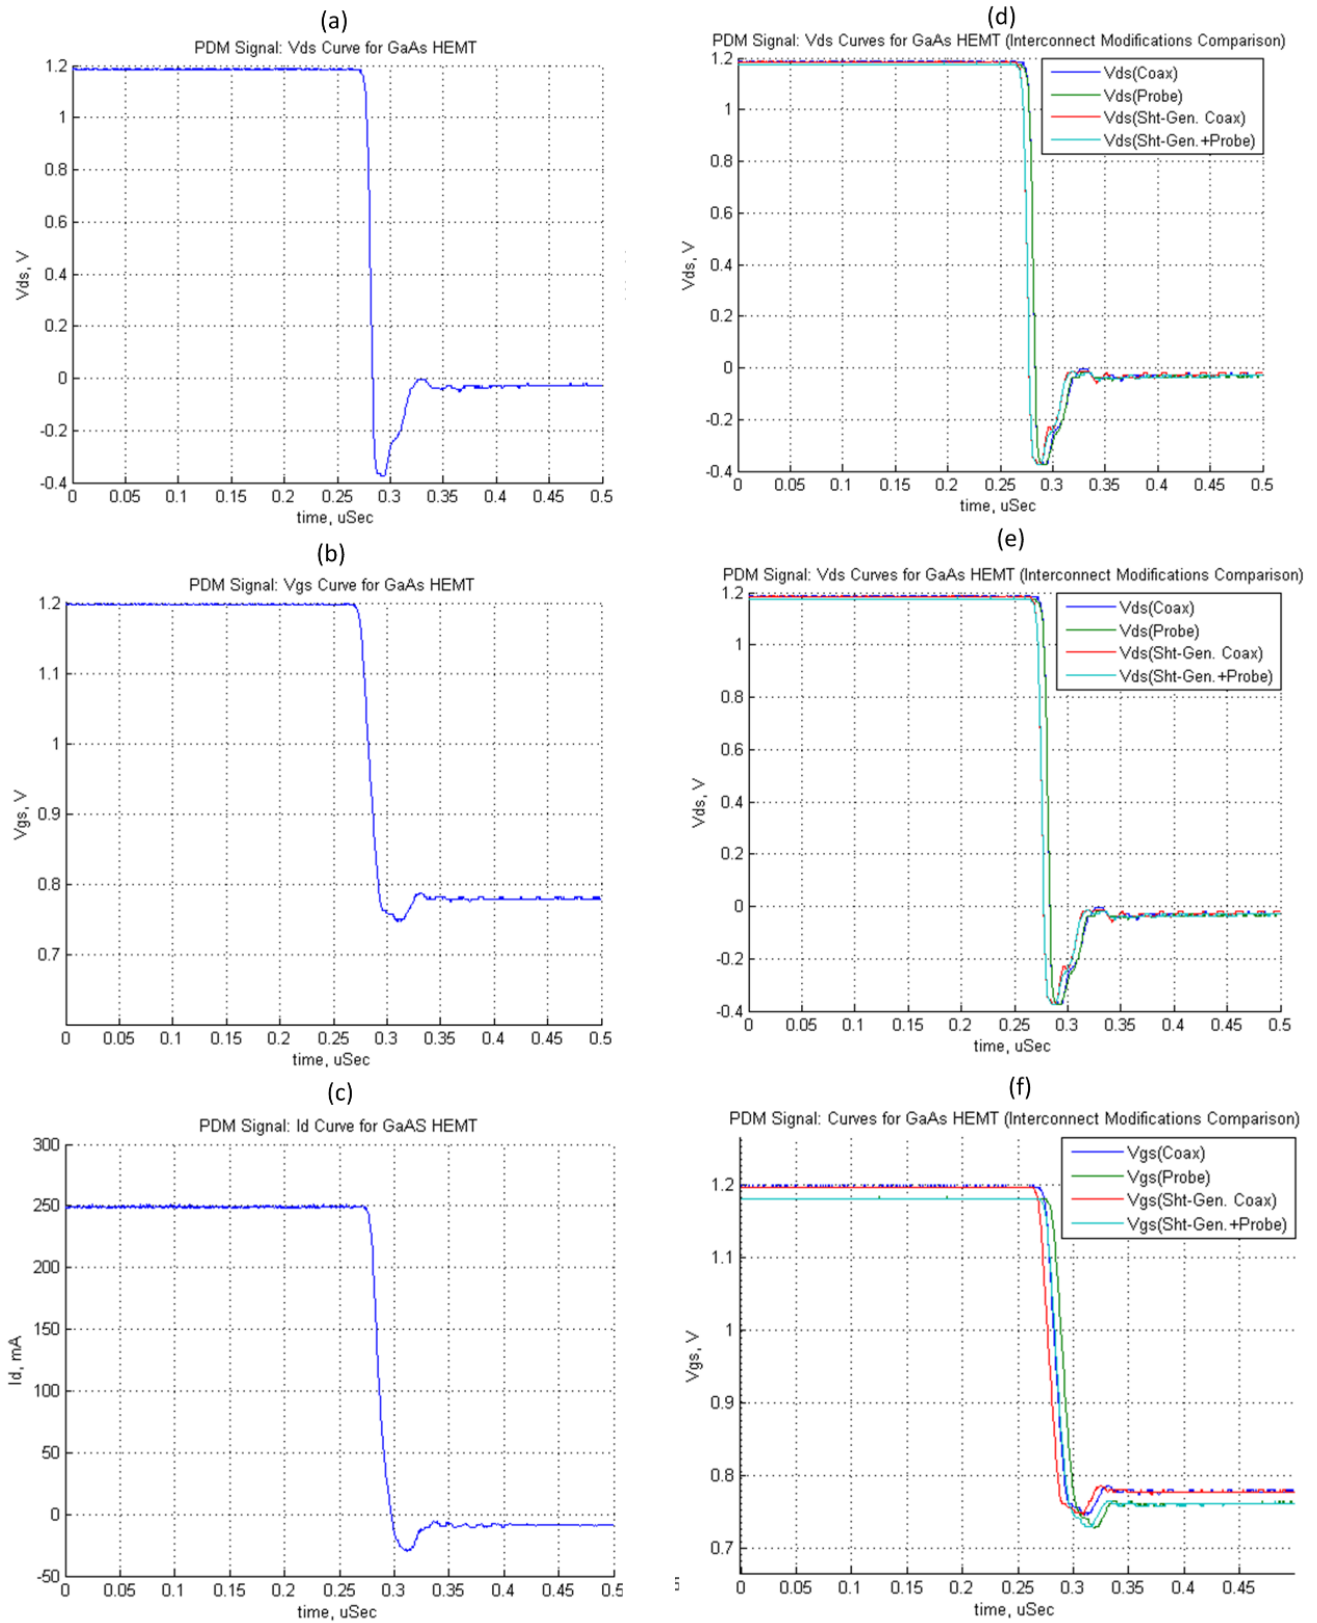 (a)
PDM Signal: Vds Curve for GaAs HEMT
1.2
1
0.8
0.6
0.4
0.2
0
-0.2
-0.4
Vds, V
0 0.05 0.1 0.15 0.2 0.25 0.3 0.35 0.4 0.45 0.5
time, uSec
(b)
PDM Signal: Vgs Curve for GaAs HEMT
1.2
1.1
1
0.9
0.8
0.7
Vgs, V
0 0.05 0.1 0.15 0.2 0.25 0.3 0.35 0.4 0.45 0.5
time, uSec
(c)
PDM Signal: Id Curve for GaAS HEMT
300
250
200
150
100
50
0
-50
Id, mA
0 0.05 0.1 0.15 0.2 0.25 0.3 0.35 0.4 0.45 0.5
time, uSec
(d)
PDM Signal: Vds Curves for GaAs HEMT (Interconnect Modifications Comparison)
Vds(Coax)
Vds(Probe)
Vds(Sht-Gen. Coax)
Vds(Sht-Gen.+Probe)
1.2
1
0.8
0.6
0.4
0.2
0
-0.2
-0.4
Vds, V
0 0.05 0.1 0.15 0.2 0.25 0.3 0.35 0.4 0.45 0.5
time, uSec
(e)
PDM Signal: Vds Curves for GaAs HEMT (Interconnect Modifications Comparison)
Vds(Coax)
Vds(Probe)
Vds(Sht-Gen. Coax)
Vds(Sht-Gen.+Probe)
1.2
1
0.8
0.6
0.4
0.2
0
-0.2
-0.4
Vds, V
0 0.05 0.1 0.15 0.2 0.25 0.3 0.35 0.4 0.45 0.5
time, uSec
(f)
PDM Signal: Curves for GaAs HEMT (Interconnect Modifications Comparison)
Vgs(Coax)
Vgs(Probe)
Vgs(Sht-Gen. Coax)
Vgs(Sht-Gen.+Probe)
1.2
1.1
1
0.9
0.8
0.7
Vgs, V
0 0.05 0.1 0.15 0.2 0.25 0.3 0.35 0.4 0.45
time, uSec